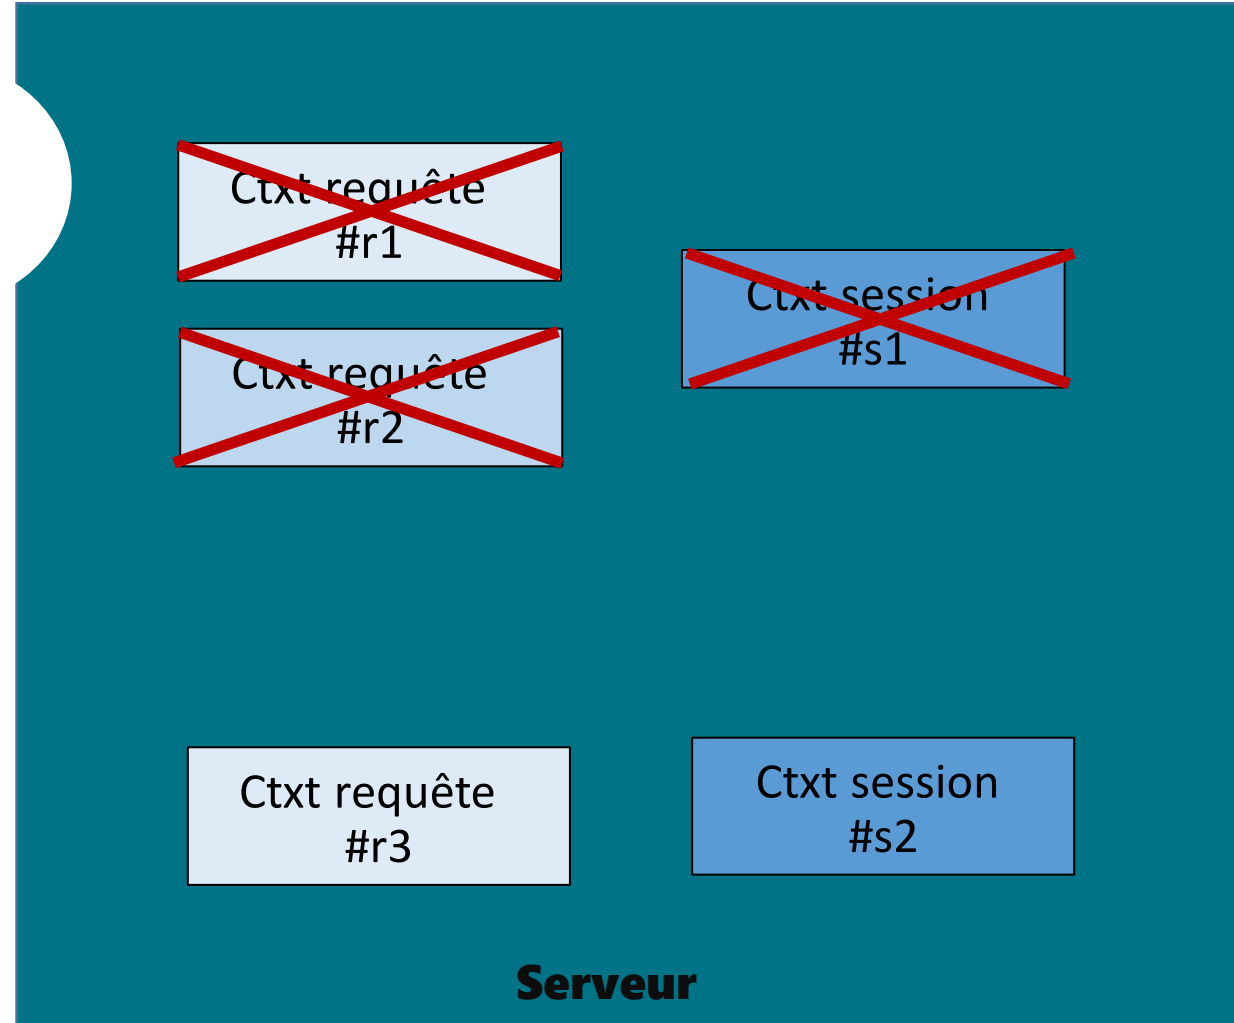 Ctxt requête
#r1
Ctxt session
#s1
Ctxt requête
#r2
Ctxt requête
#r3
Ctxt session
#s2
Serveur